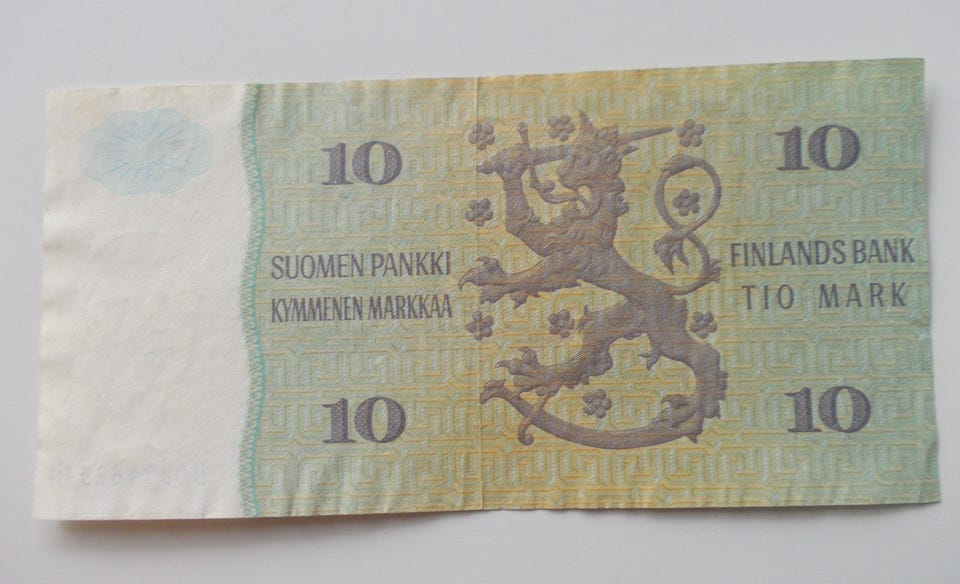 10
10
SUOMEN PANKKI
KYMMENEN MARKKAA
FINLANDS BANK
TIO MARK
10
10